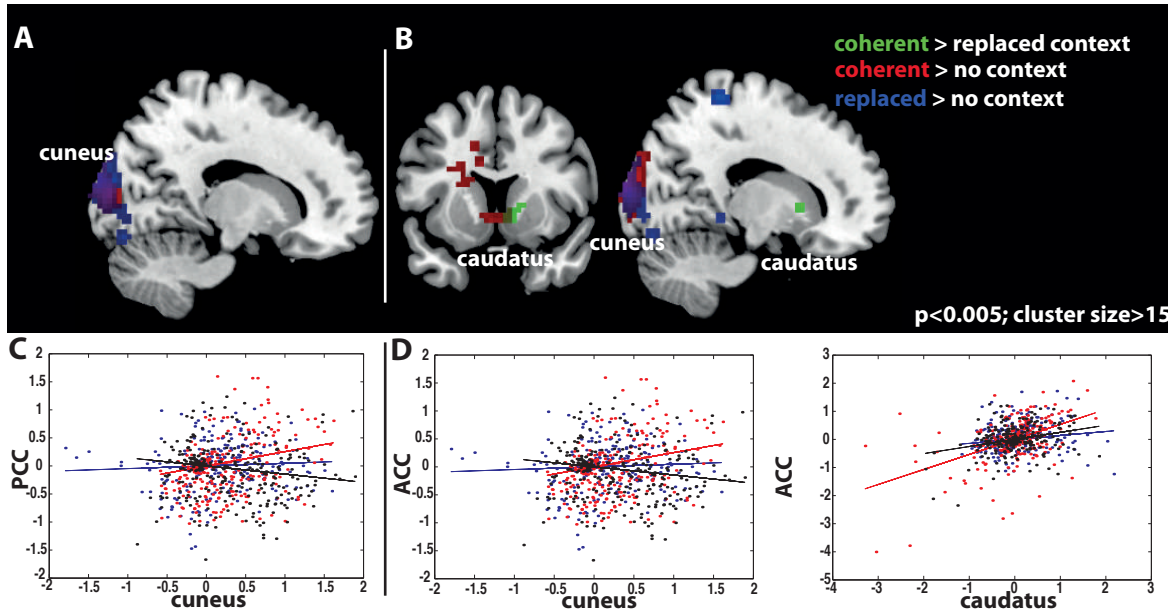 A
B
coherent > replaced context
coherent > no context
replaced > no context
cuneus
caudatus
cuneus
caudatus
p<0.005; cluster size>15
C
2
1.5
1
0.5
0
-0.5
-1
-1.5
-2
PCC
-2 -1.5 -1 -0.5 0 0.5 1 1.5 2
cuneus
D
2
1.5
1
0.5
0
-0.5
-1
-1.5
-2
ACC
-2 -1.5 -1 -0.5 0 0.5 1 1.5 2
cuneus
3
2
1
0
-1
-2
-3
-4
-5
ACC
-4 -3 -2 -1 0 1 2 3
caudatus